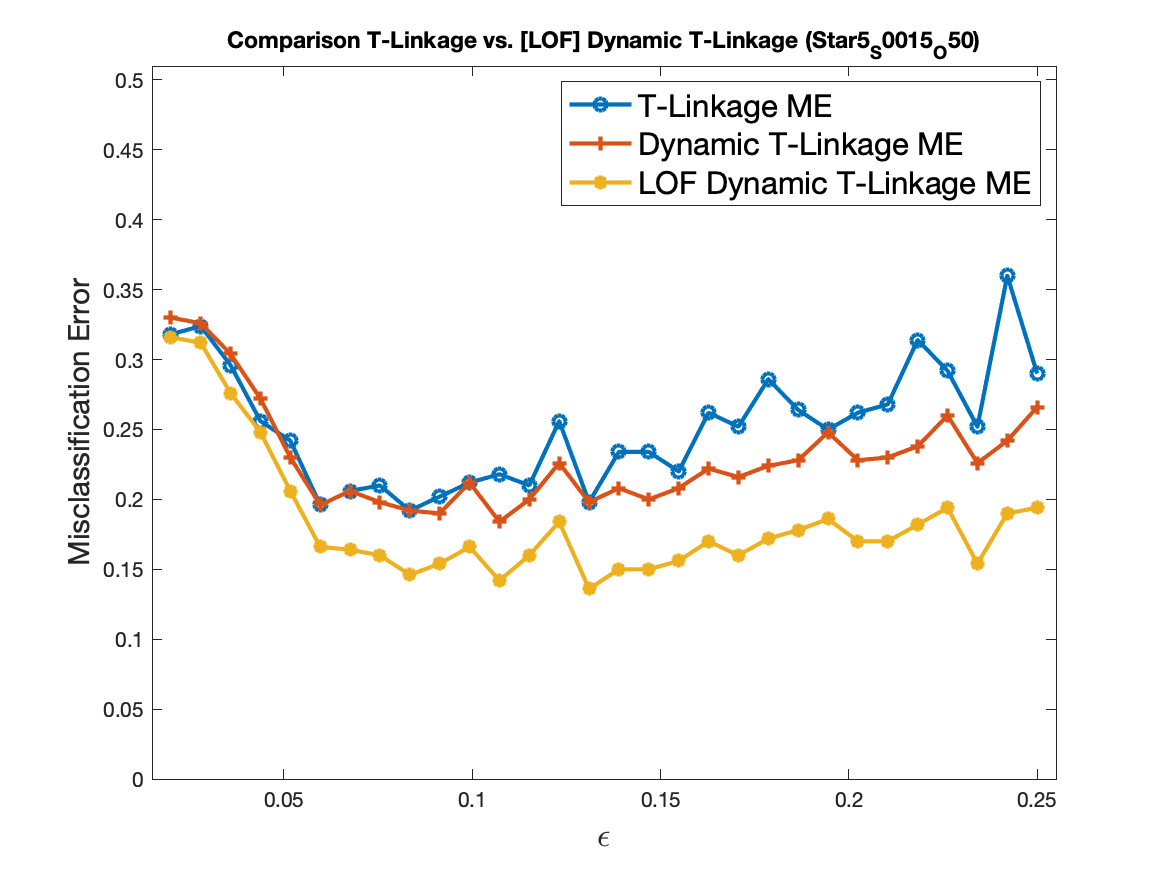 Comparison T-Linkage vs. [LOF] Dynamic T-Linkage (Star5S0015O50)
T-Linkage ME
Dynamic T-Linkage ME
LOF Dynamic T-Linkage ME
Misclassification Error
0.5
0.45
0.4
0.35
0.3
0.25
0.2
0.15
0.1
0.05
0
0.05
0.1
0.15
0.2
0.25
ϵ